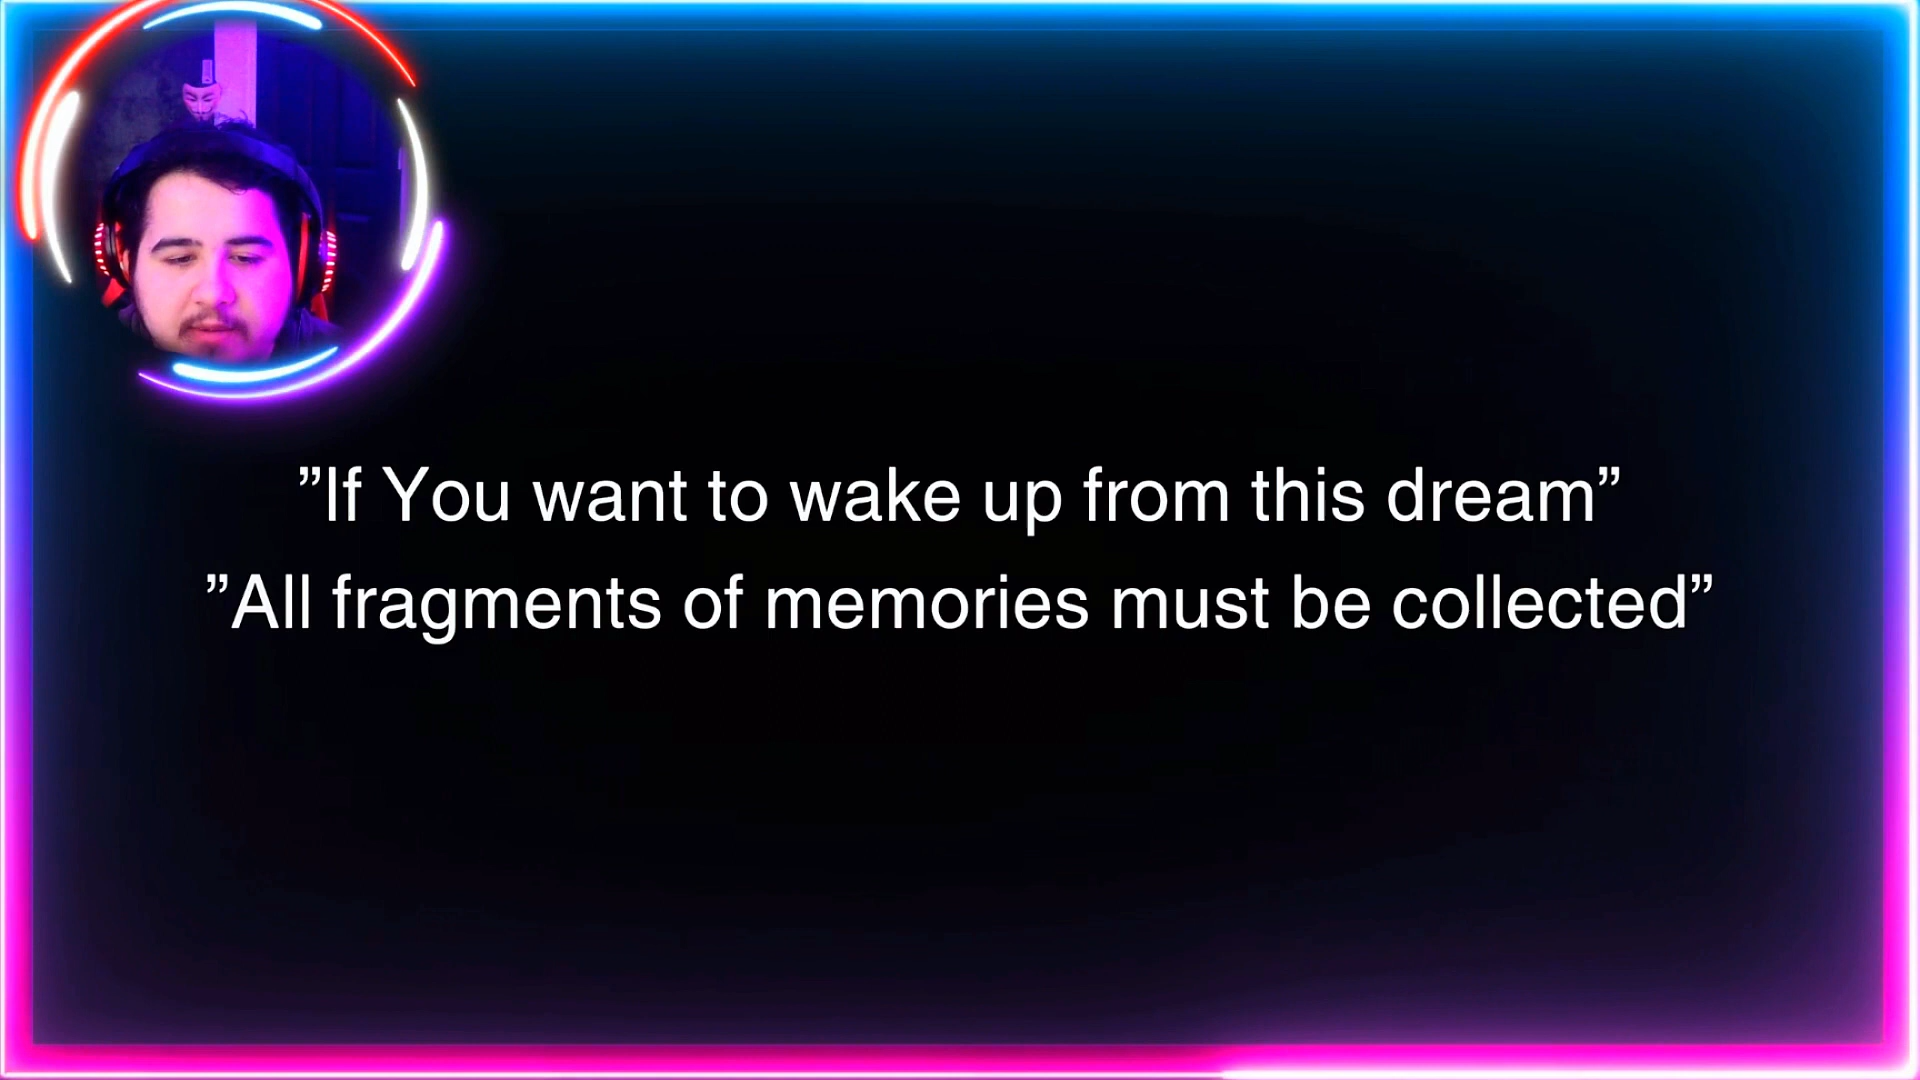 ”If You want to wake up from this dream”
”All fragments of memories must be collected”